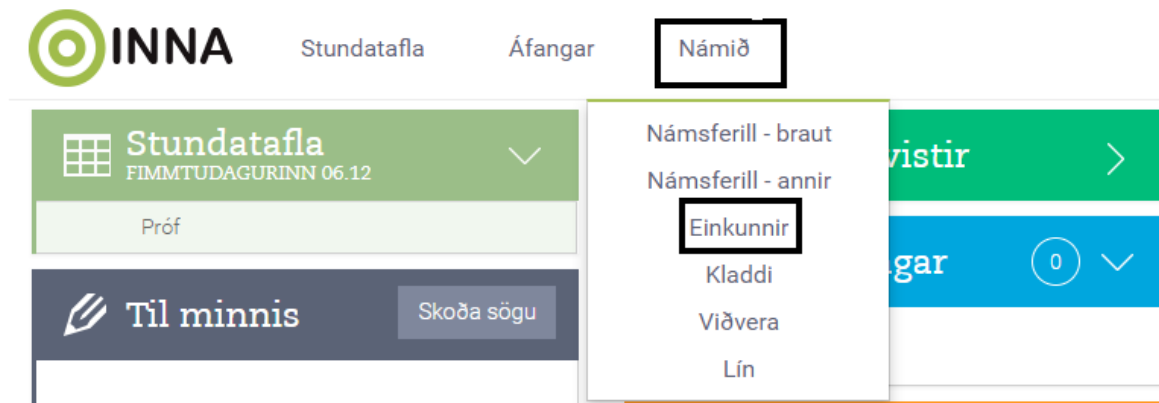 INNA Stundatafla Áfangar Námið
Stundatafla
FIMMTUDAGURINN 06.12
Próf
Til minnis Skoða sögu
Námsferill - braut
Námsferill - annir
Einkunnir
Kladdi
Viðvera
Lín
vistir
gar 0